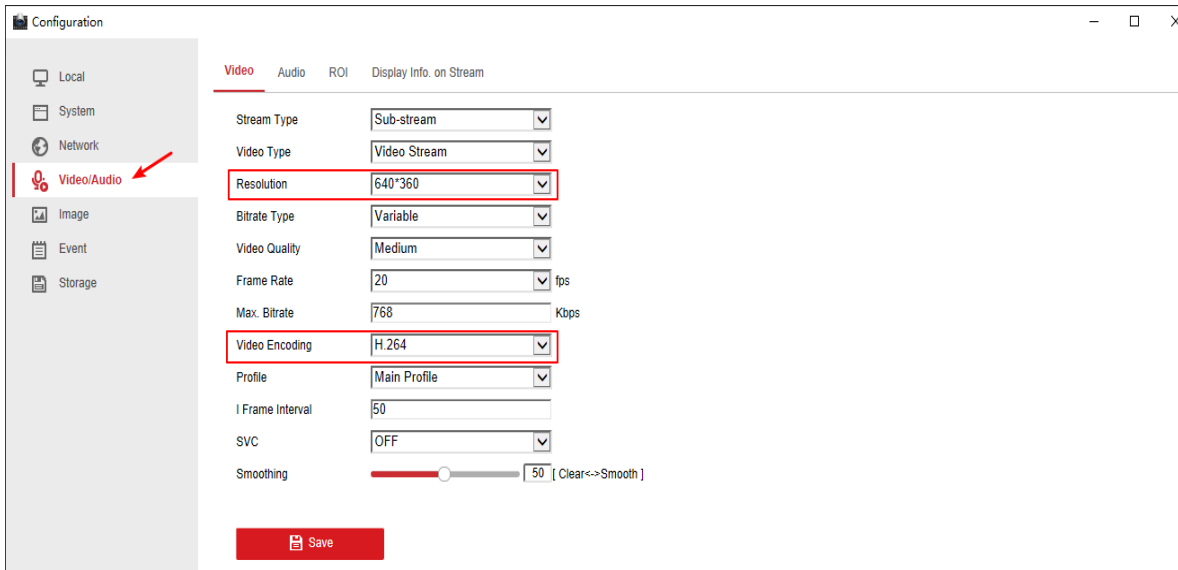 Configuration
Local
System
Network
Video/Audio
Image
Event
Storage
Video Audio ROI Display Info. on Stream
Stream Type Sub-stream
Video Type Video Stream
Resolution 640*360
Bitrate Type Variable
Video Quality Medium
Frame Rate 20 fps
Max. Bitrate 768 Kbps
Video Encoding H.264
Profile Main Profile
I Frame Interval 50
SVC OFF
Smoothing 50 [ Clear<->Smooth ]
Save